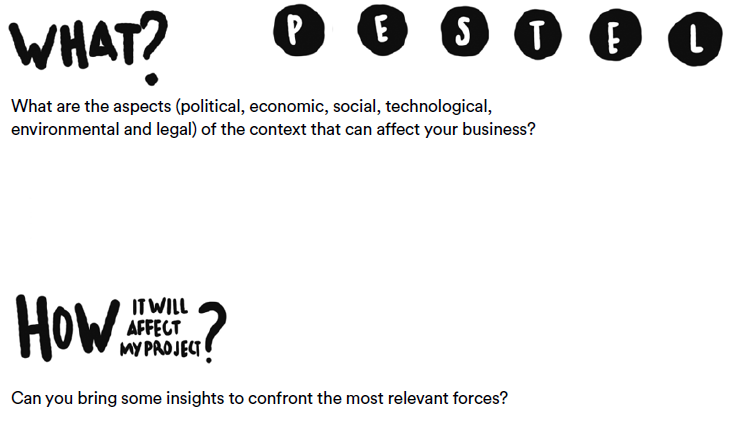 WHAT?
P E S T E L
What are the aspects (political, economic, social, technological,
environmental and legal) of the context that can affect your business?
HOW IT WILL AFFECT MY PROJECT?
Can you bring some insights to confront the most relevant forces?